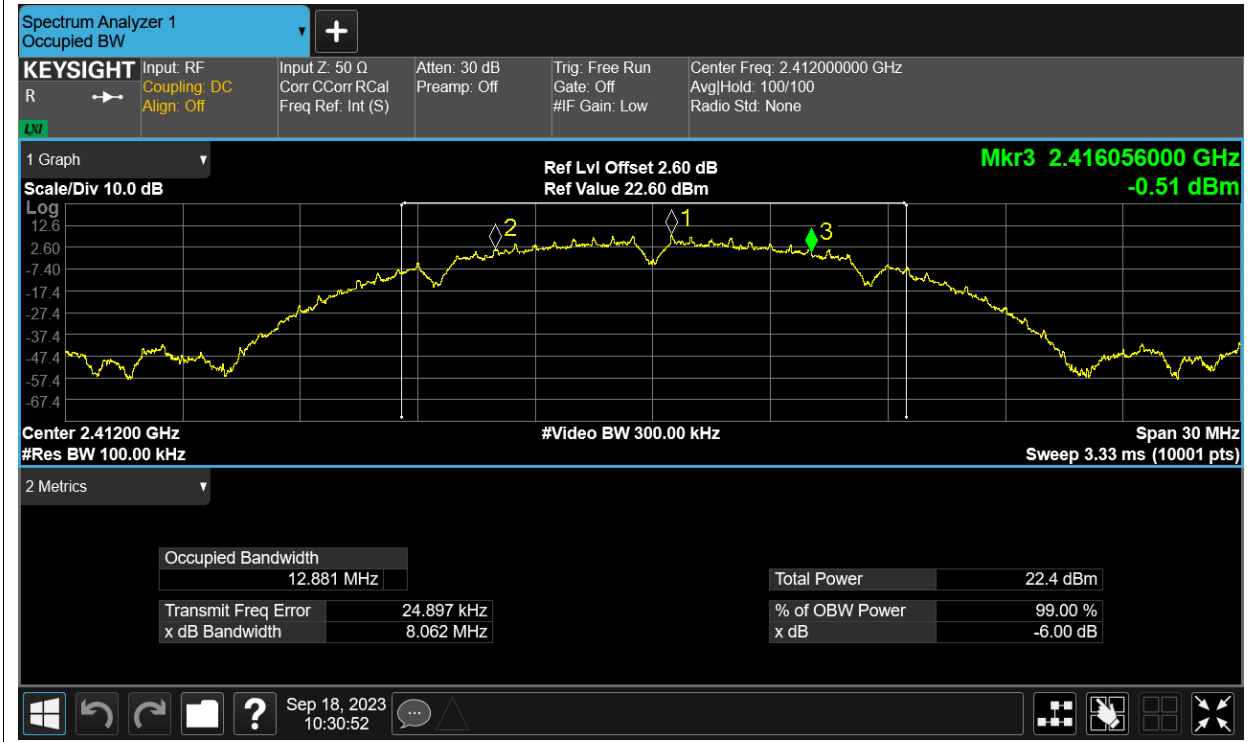 Spectrum Analyzer 1
Occupied BW
KEYSIGHT
R
LXI
Input: RF
Coupling: DC
Align: Off
Input Z: 50 Ω
Corr CCorr RCal
Freq Ref: Int (S)
Atten: 30 dB
Preamp: Off
Trig: Free Run
Gate: Off
#IF Gain: Low
Center Freq: 2.412000000 GHz
Avg|Hold: 100/100
Radio Std: None
1 Graph
Scale/Div 10.0 dB
Ref Lvl Offset 2.60 dB
Ref Value 22.60 dBm
Mkr3 2.416056000 GHz
-0.51 dBm
Log
12.6
2.60
-7.40
-17.4
-27.4
-37.4
-47.4
-57.4
-67.4
2
1
3
Center 2.41200 GHz
#Video BW 300.00 kHz
Span 30 MHz
#Res BW 100.00 kHz
Sweep 3.33 ms (10001 pts)
2 Metrics
Occupied Bandwidth
12.881 MHz
Total Power 22.4 dBm
Transmit Freq Error 24.897 kHz
% of OBW Power 99.00 %
x dB Bandwidth 8.062 MHz
x dB -6.00 dB
Sep 18, 2023
10:30:52